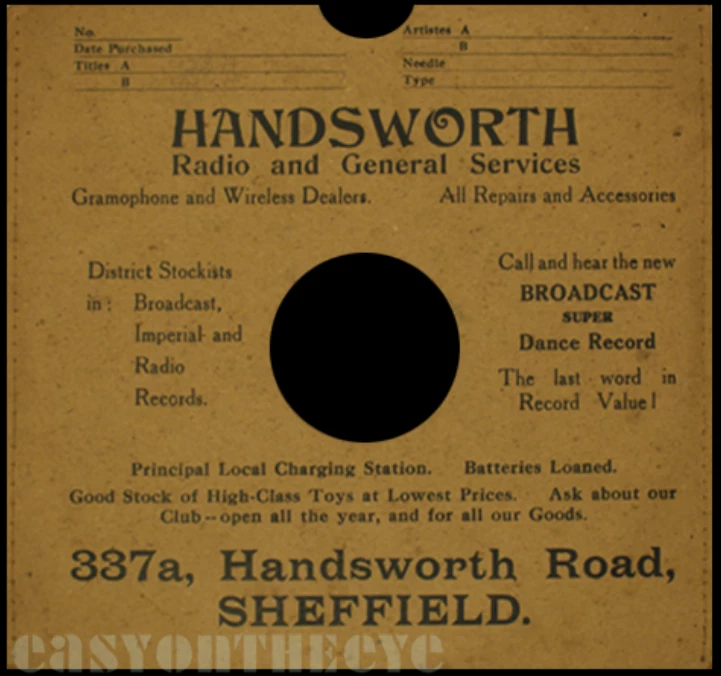 No.
Date Purchased
Titles A
B
Artistes A
B
Needle
Type
HANDSWORTH
Radio and General Services
Gramophone and Wireless Dealers. All Repairs and Accessories
District Stockists
in: Broadcast,
Imperial and
Radio
Records.
Call and hear the new
BROADCAST
SUPER
Dance Record
The last word in
Record Value!
Principal Local Charging Station. Batteries Loaned.
Good Stock of High-Class Toys at Lowest Prices. Ask about our
Club--open all the year, and for all our Goods.
337a, Handsworth Road,
SHEFFIELD.
easyontheeye